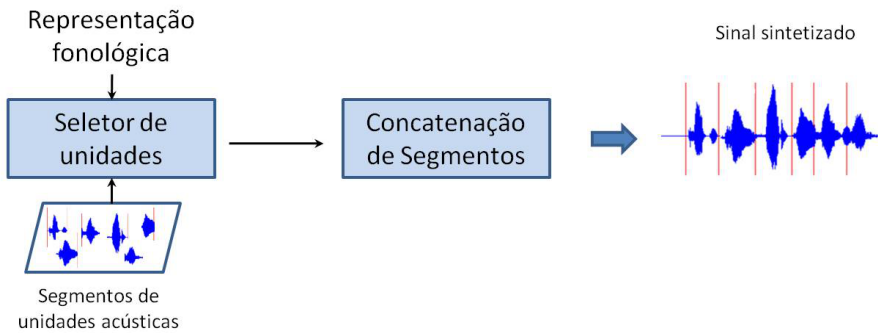 Representação
fonológica
Seletor de
unidades
Segmentos de
unidades acústicas
Concatenação
de Segmentos
Sinal sintetizado